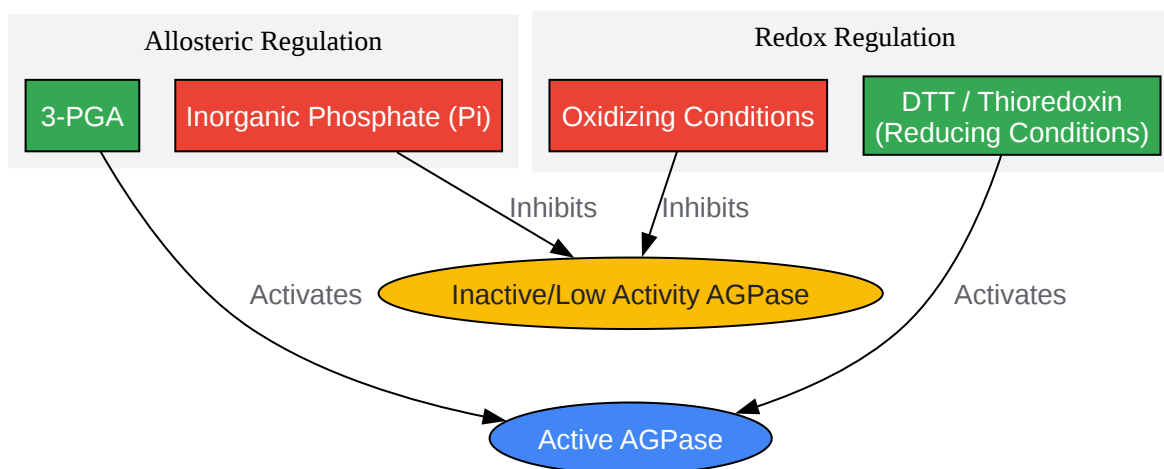 Allosteric Regulation
Redox Regulation
3-PGA
Inorganic Phosphate (Pi)
Oxidizing Conditions
DTT / Thioredoxin
(Reducing Conditions)
Inhibits
Inhibits
Activates
Inactive/Low Activity AGPase
Activates
Active AGPase